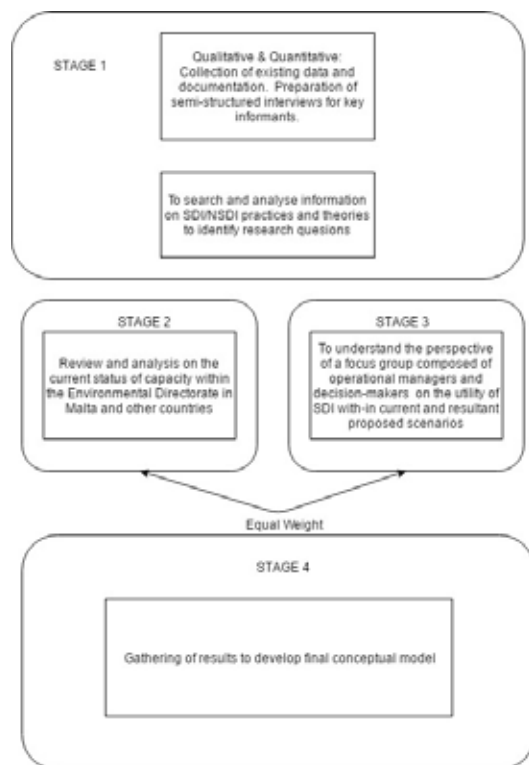 STAGE 1
Qualitative & Quantitative:
Collection of existing data and
documentation. Preparation of
semi-structured interviews for key
informants.
To search and analyse information
on SDI/NSDI practices and theories
to identify research quesions
STAGE 2
Review and analysis on the
current status of capacity within
the Environmental Directorate in
Malta and other countries
STAGE 3
To understand the perspective
of a focus group composed of
operational managers and
decision-makers on the utility of
SDI with-in current and resultant
proposed scenarios
Equal Weight
STAGE 4
Gathering of results to develop final conceptual model